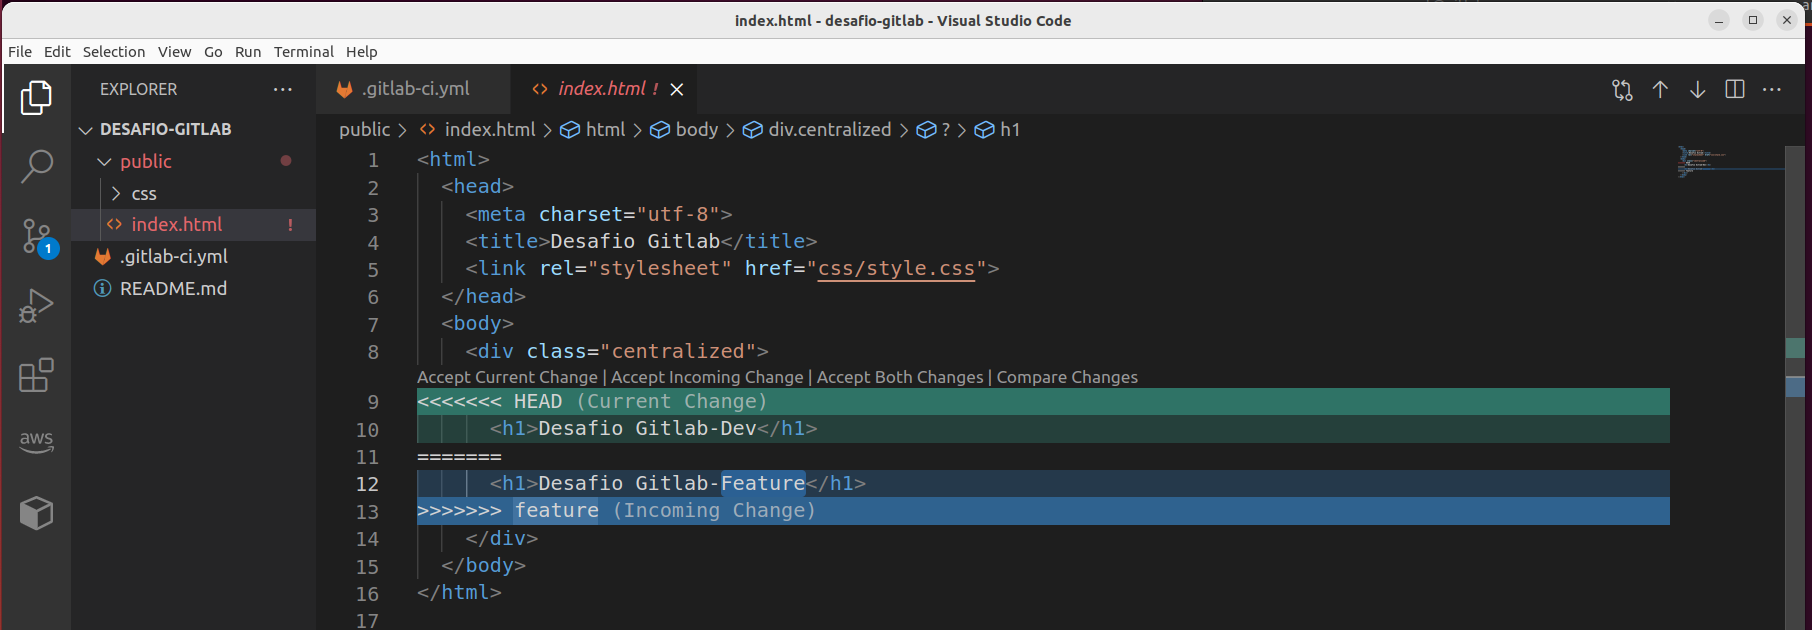 index.html - desafio-gitlab - Visual Studio Code
File Edit Selection View Go Run Terminal Help
EXPLORER
DESAFIO-GITLAB
public
css
index.html !
.gitlab-ci.yml
README.md
1
aws
.gitlab-ci.yml
index.html !
public > index.html > html > body > div.centralized > ? > h1
1 <html>
2 <head>
3 <meta charset="utf-8">
4 <title>Desafio Gitlab</title>
5 <link rel="stylesheet" href="css/style.css">
6 </head>
7 <body>
8 <div class="centralized">
Accept Current Change | Accept Incoming Change | Accept Both Changes | Compare Changes
9 <<<<<<< HEAD (Current Change)
10 <h1>Desafio Gitlab-Dev</h1>
11 =======
12 <h1>Desafio Gitlab-Feature</h1>
13 >>>>>>> feature (Incoming Change)
14 </div>
15 </body>
16 </html>
17